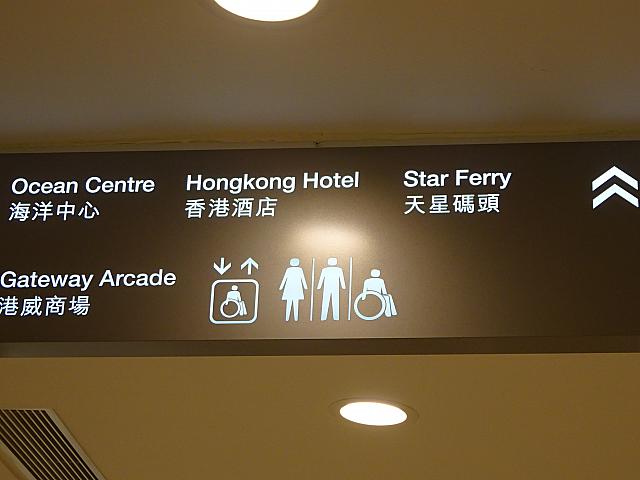 Ocean Centre
海洋中心
Hongkong Hotel
香港酒店
Star Ferry
天星碼頭
Gateway Arcade
港威商場